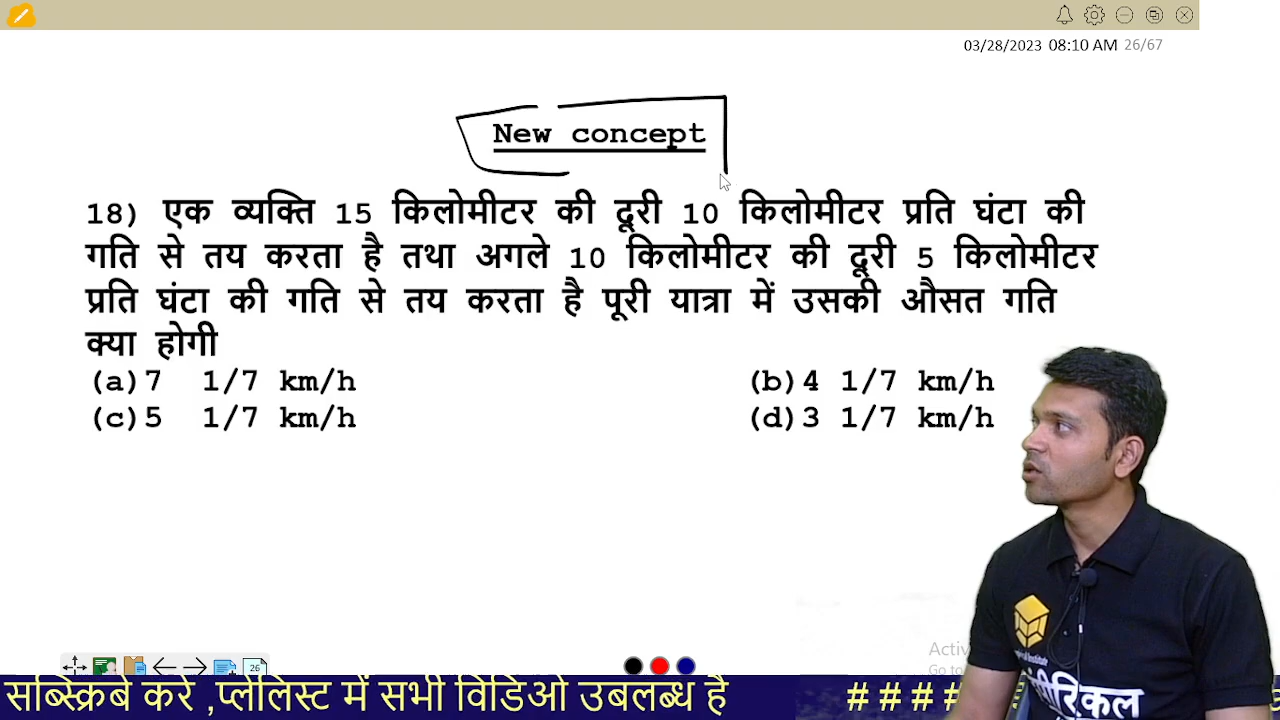 03/28/2023 08:10 AM 26/67
New concept
18) एक व्यक्ति 15 किलोमीटर की दूरी 10 किलोमीटर प्रति घंटा की
गति से तय करता है तथा अगले 10 किलोमीटर की दूरी 5 किलोमीटर
प्रति घंटा की गति से तय करता है पूरी यात्रा में उसकी औसत गति
क्या होगी
(a)7 1/7 km/h (b)4 1/7 km/h
(c)5 1/7 km/h (d)3 1/7 km/h
26
सब्स्क्रिबे करे ,प्लेलिस्ट में सभी विडिओ उबलब्ध है ####